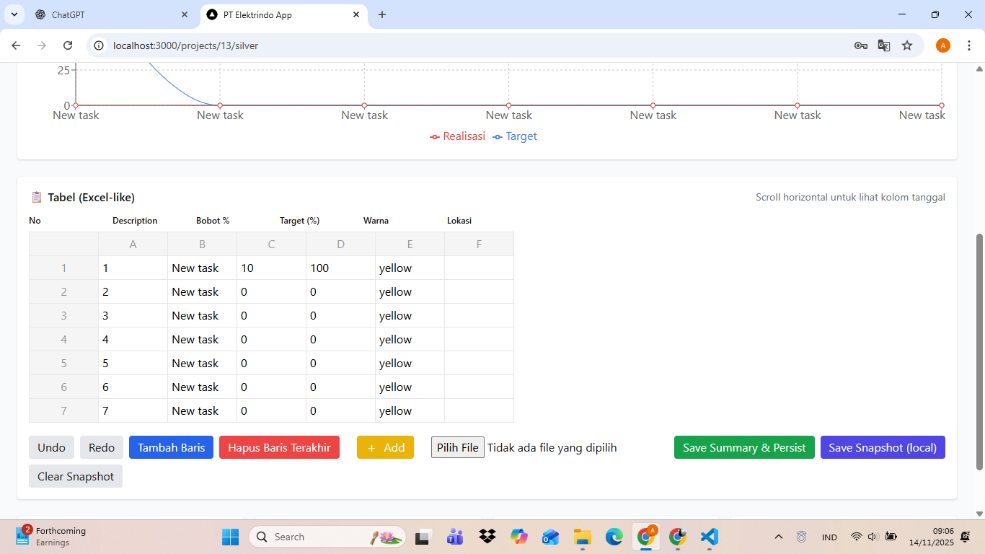 ChatGPT
PT Elektrindo App
localhost:3000/projects/13/silver
A
25
0
New task New task New task New task New task New task New task
Realisasi Target
Tabel (Excel-like)
Scroll horizontal untuk lihat kolom tanggal
No Description Bobot % Target (%) Warna Lokasi
A B C D E F
1 1 New task 10 100 yellow
2 2 New task 0 0 yellow
3 3 New task 0 0 yellow
4 4 New task 0 0 yellow
5 5 New task 0 0 yellow
6 6 New task 0 0 yellow
7 7 New task 0 0 yellow
Undo Redo Tambah Baris Hapus Baris Terakhir + Add Pilih File Tidak ada file yang dipilih Save Summary & Persist Save Snapshot (local)
Clear Snapshot
2
Forthcoming
Earnings
Search
A
IND
09:06
14/11/2025